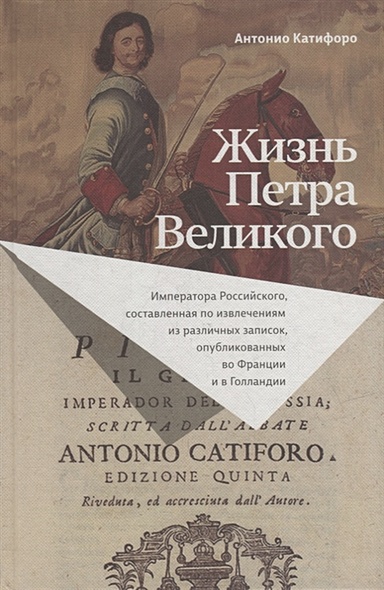 Антонио Катифоро
Жизнь
Петра
Великого
Императора Российского,
составленная по извлечениям
из различных записок,
опубликованных
во Франции
и в Голландии
IL
IMPERADOR
SCRITTA DALL'ABATE
ANTONIO CATIFORO.
EDIZIONE QUINTA
Riveduta, ed accresciuta dall' Autore.